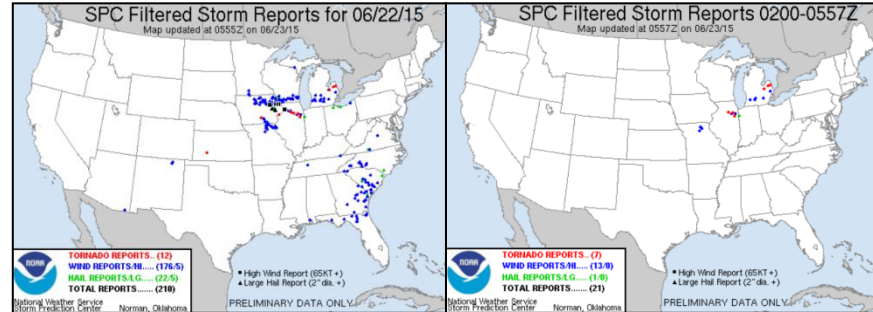 SPC Filtered Storm Reports for 06/22/15
Map updated at 0555Z on 06/23/15
TORNADO REPORTS.. (12)
WIND REPORTS/HI..... (176/5)
HAIL REPORTS/LG..... (22/5)
TOTAL REPORTS....... (210)
■ High Wind Report (65KT +)
▲ Large Hail Report (2" dia. +)
National Weather Service
Storm Prediction Center Norman, Oklahoma
PRELIMINARY DATA ONLY
SPC Filtered Storm Reports 0200-0557Z
Map updated at 0557Z on 06/23/15
TORNADO REPORTS.. (7)
WIND REPORTS/HI..... (13/0)
HAIL REPORTS/LG..... (1/0)
TOTAL REPORTS....... (21)
■ High Wind Report (65KT +)
▲ Large Hail Report (2" dia. +)
National Weather Service
Storm Prediction Center Norman, Oklahoma
PRELIMINARY DATA ONLY